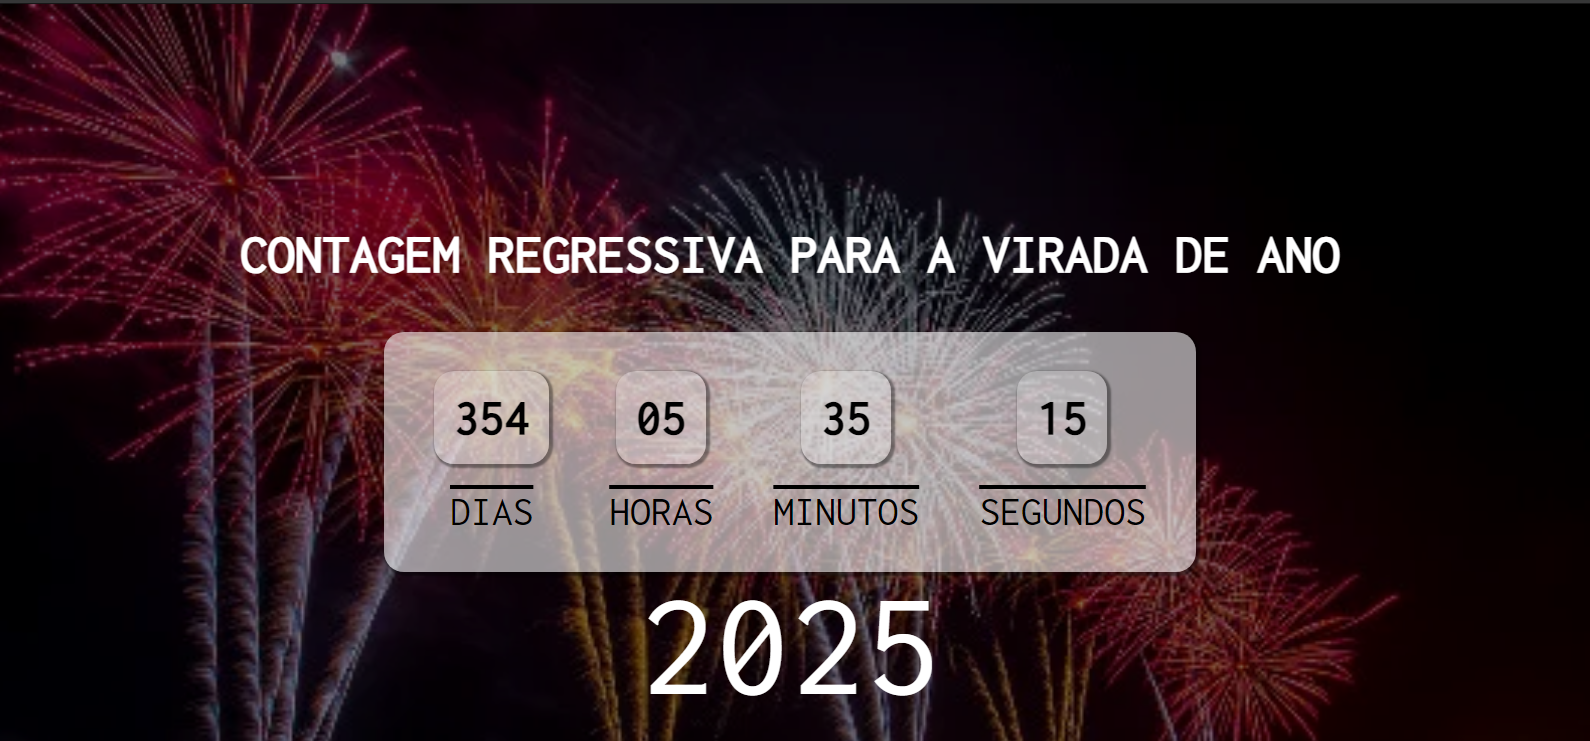 CONTAGEM REGRESSIVA PARA A VIRADA DE ANO
354 05 35 15
DIAS HORAS MINUTOS SEGUNDOS
2025